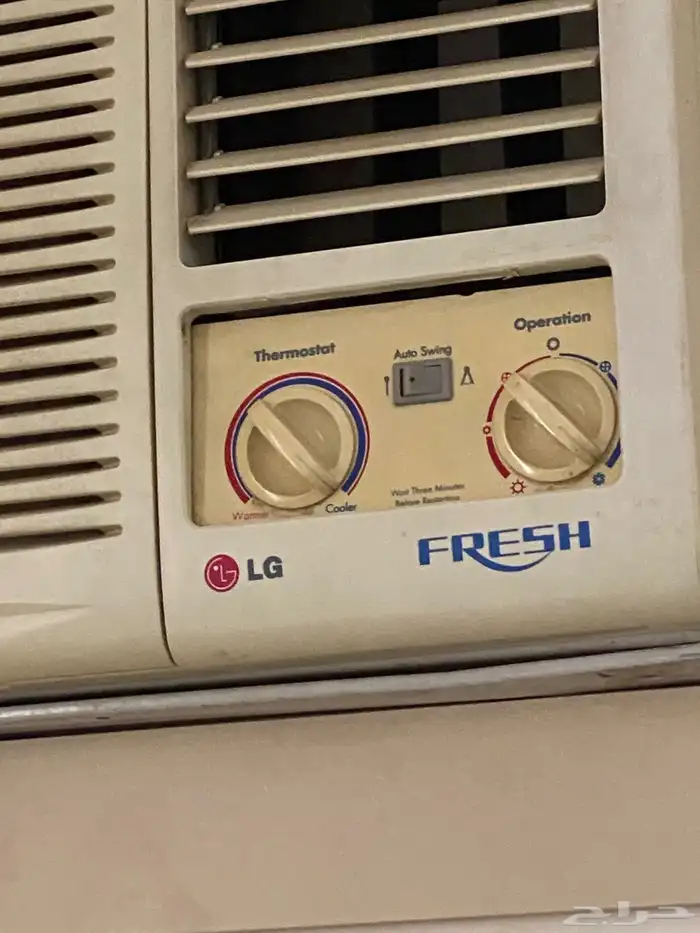 Thermostat
Auto Swing
Operation
Warmer
Cooler
Wait Three Minutes
Before Restarting
LG
FRESH
حراج